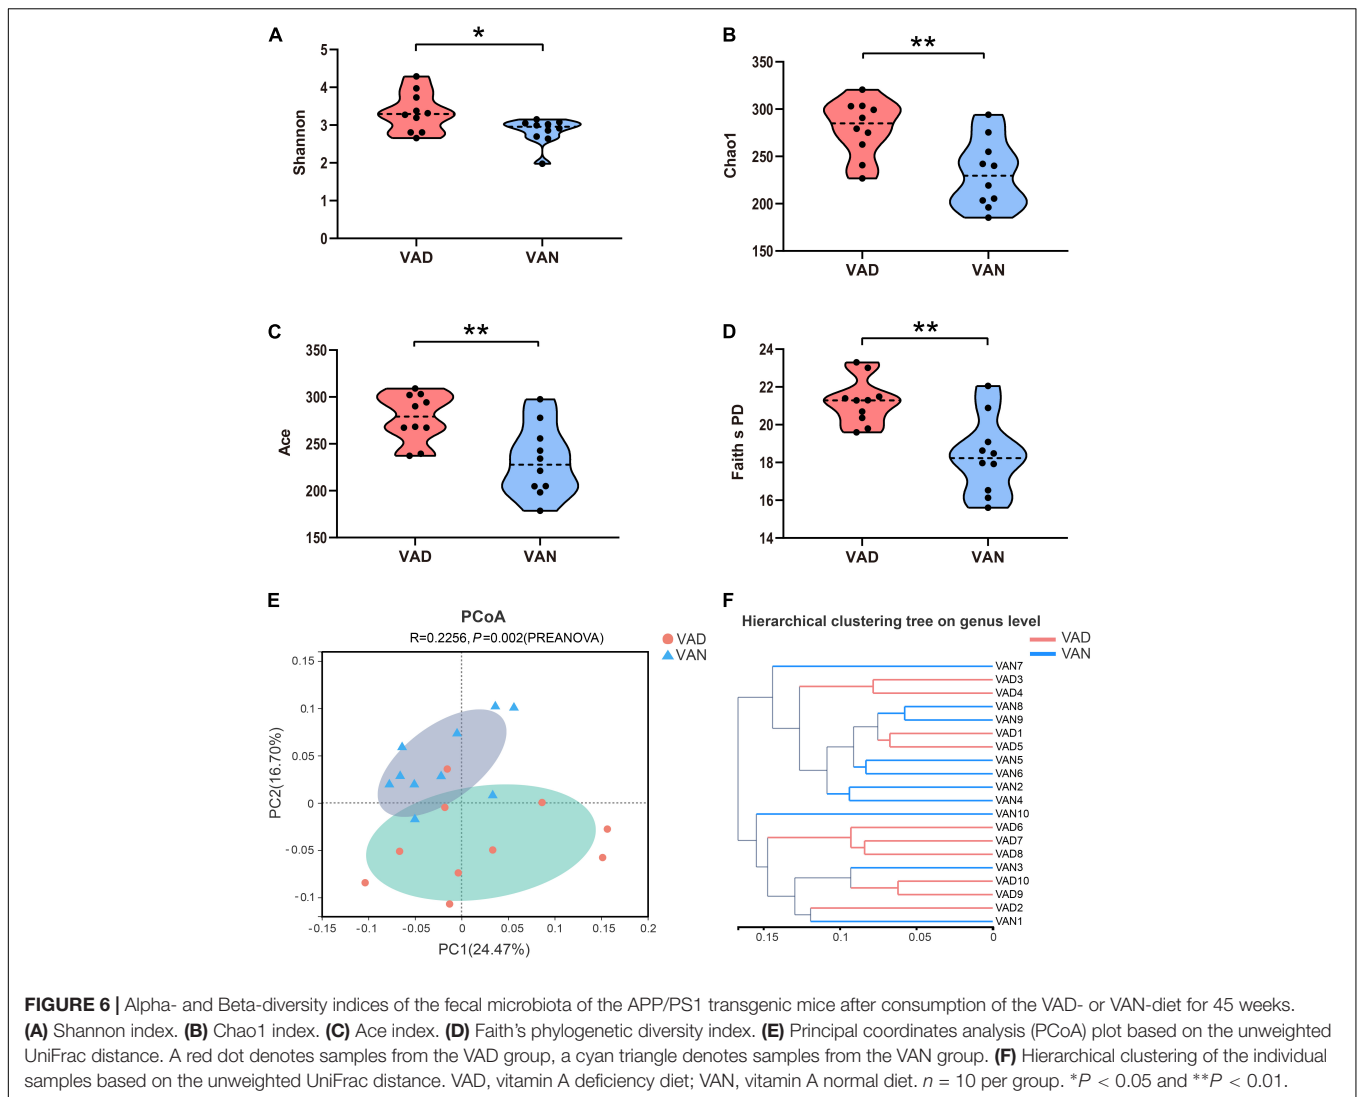 A
*
5
4
3
2
1
0
Shannon
VAD
VAN
B
**
350
300
250
200
150
Chao1
VAD
VAN
C
**
350
300
250
200
150
Ace
VAD
VAN
D
**
24
22
20
18
16
14
Faith s PD
VAD
VAN
E
PCoA
R=0.2256, P=0.002(PREANOVA)
VAD
VAN
0.15
0.1
0.05
0
-0.05
-0.1
PC2(16.70%)
-0.15 -0.1 -0.05 0 0.05 0.1 0.15 0.2
PC1(24.47%)
F
Hierarchical clustering tree on genus level
VAD
VAN
VAN7
VAD3
VAD4
VAN8
VAN9
VAD1
VAD5
VAN5
VAN6
VAN2
VAN4
VAN10
VAD6
VAD7
VAD8
VAN3
VAD10
VAD9
VAD2
VAN1
0.15 0.1 0.05 0
FIGURE 6 | Alpha- and Beta-diversity indices of the fecal microbiota of the APP/PS1 transgenic mice after consumption of the VAD- or VAN-diet for 45 weeks.
(A) Shannon index. (B) Chao1 index. (C) Ace index. (D) Faith's phylogenetic diversity index. (E) Principal coordinates analysis (PCoA) plot based on the unweighted
UniFrac distance. A red dot denotes samples from the VAD group, a cyan triangle denotes samples from the VAN group. (F) Hierarchical clustering of the individual
samples based on the unweighted UniFrac distance. VAD, vitamin A deficiency diet; VAN, vitamin A normal diet. n = 10 per group. *P < 0.05 and **P < 0.01.